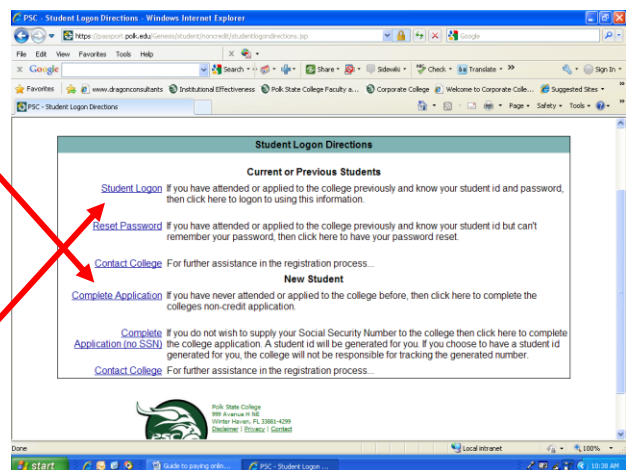 PSC - Student Logon Directions - Windows Internet Explorer
https://passport.polk.edu/Genesis/student/noncredit/studentlogondirections.jsp
Google
File Edit View Favorites Tools Help
Google Search Share Sidewiki Check Translate Sign In
Favorites www.dragonconsultants Institutional Effectiveness Polk State College Faculty a... Corporate College Welcome to Corporate Colle... Suggested Sites
PSC - Student Logon Directions Page Safety Tools
Student Logon Directions
Current or Previous Students
Student Logon If you have attended or applied to the college previously and know your student id and password,
then click here to logon to using this information.
Reset Password If you have attended or applied to the college previously and know your student id but can't
remember your password, then click here to have your password reset.
Contact College For further assistance in the registration process...
New Student
Complete Application If you have never attended or applied to the college before, then click here to complete the
colleges non-credit application.
Complete If you do not wish to supply your Social Security Number to the college then click here to complete
Application (no SSN) the college application. A student id will be generated for you. If you choose to have a student id
generated for you, the college will not be responsible for tracking the generated number.
Contact College For further assistance in the registration process...
Polk State College
999 Avenue H NE
Winter Haven, FL 33881-4299
Disclaimer | Privacy | Contact
Done Local intranet 100%
start Guide to paying onlin... PSC - Student Logon ... 10:38 AM